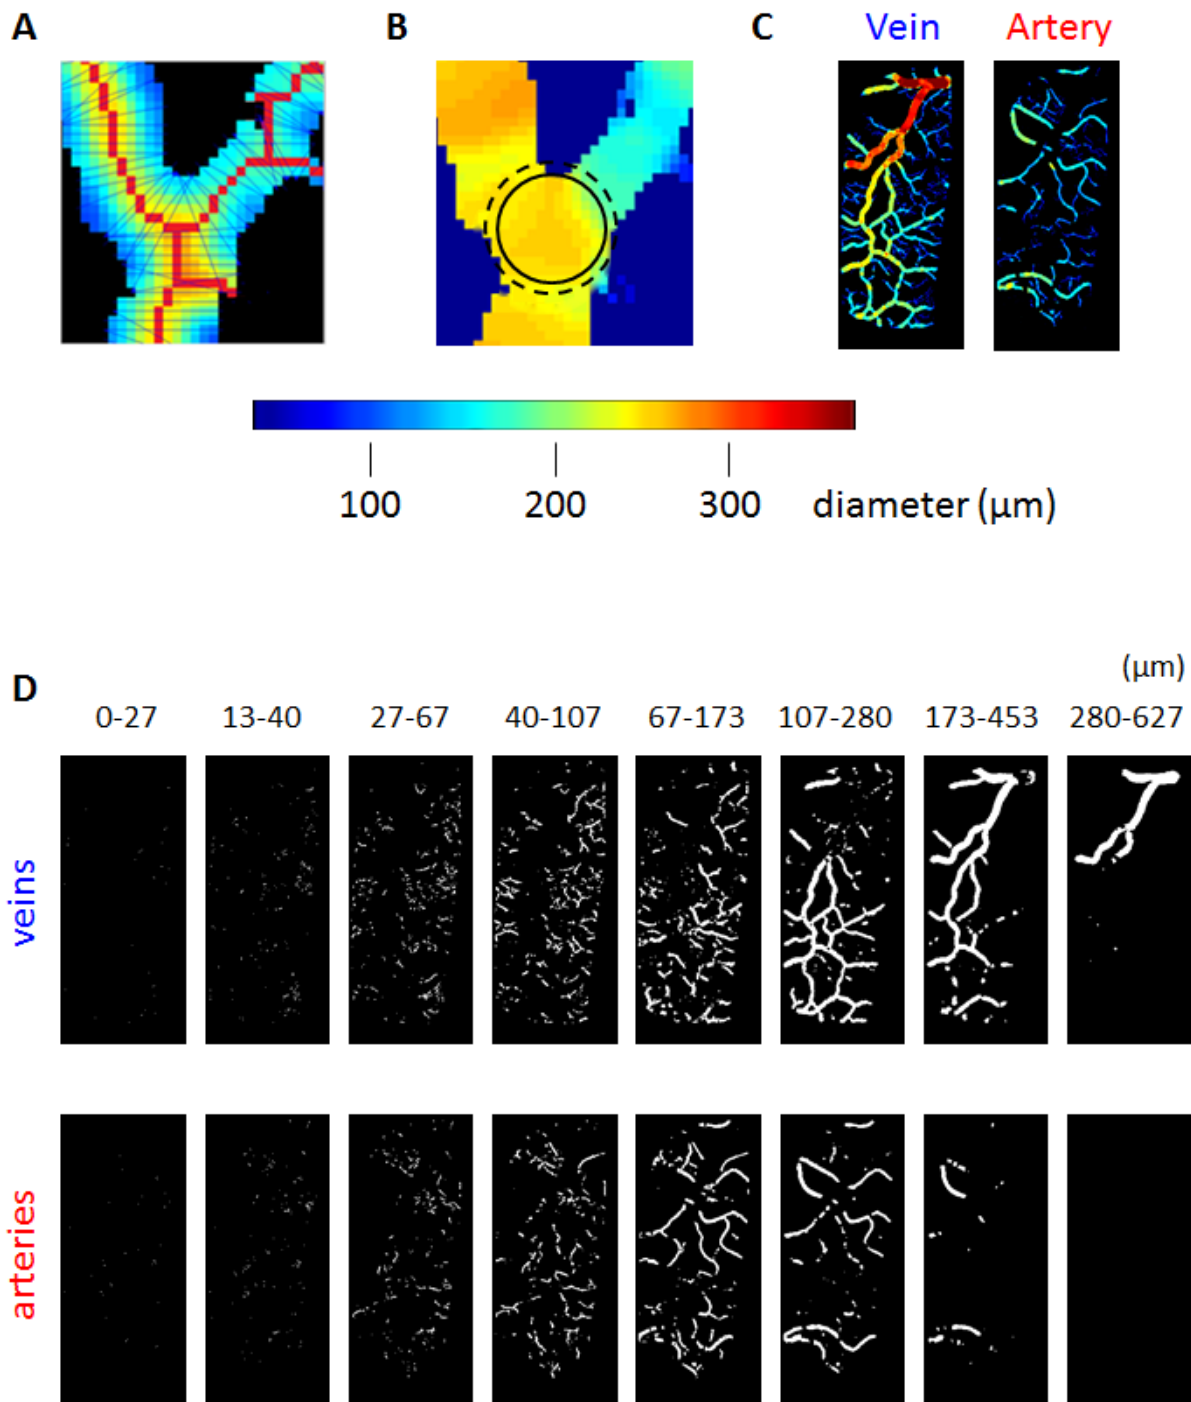 A B C Vein Artery
100 200 300 diameter (µm)
(µm)
D
0-27 13-40 27-67 40-107 67-173 107-280 173-453 280-627
veins
arteries